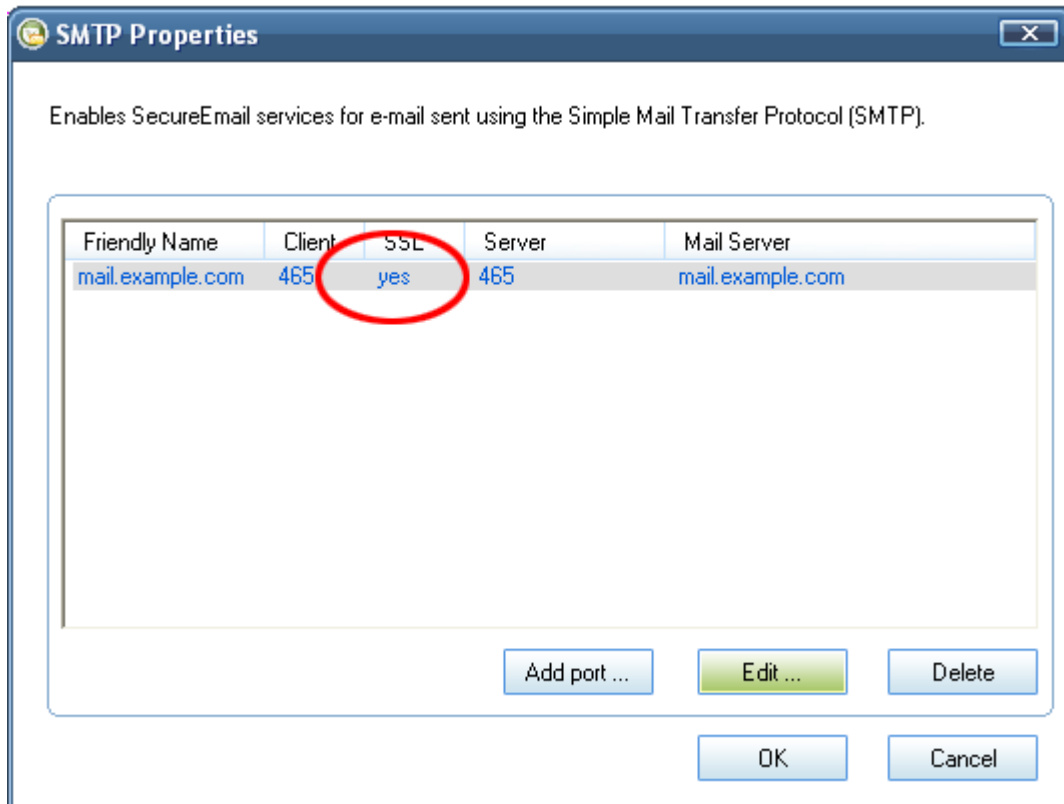 SMTP Properties
Enables SecureEmail services for e-mail sent using the Simple Mail Transfer Protocol (SMTP).
Friendly Name Client SSL Server Mail Server
mail.example.com 465 yes 465 mail.example.com
Add port ... Edit ... Delete
OK Cancel